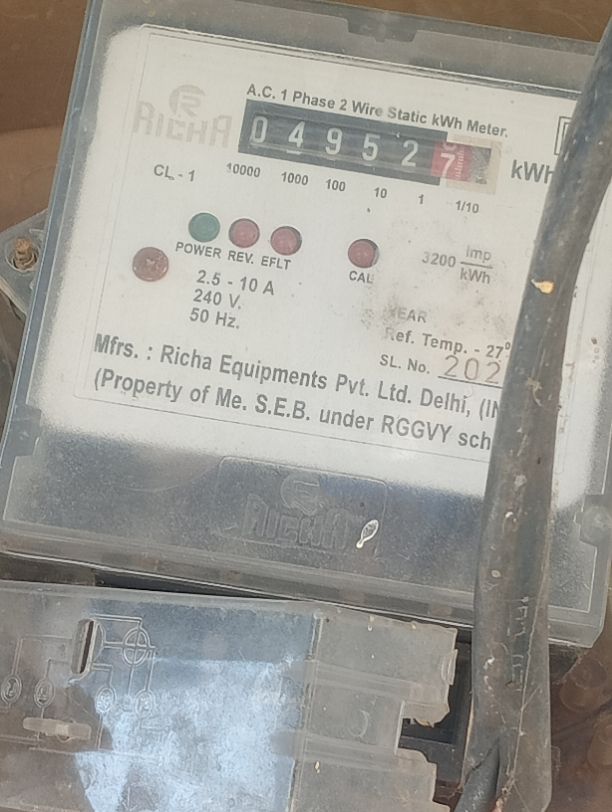 RICHA
A.C. 1 Phase 2 Wire Static kWh Meter.
0 4 9 5 2 7 kWh
CL - 1
10000 1000 100 10 1 1/10
POWER REV. EFLT CAL
3200 imp/kWh
2.5 - 10 A
240 V.
50 Hz.
Ref. Temp. - 27°
SL. No. 202
Mfrs. : Richa Equipments Pvt. Ltd. Delhi,
(Property of Me. S.E.B. under RGGVY
RICHA